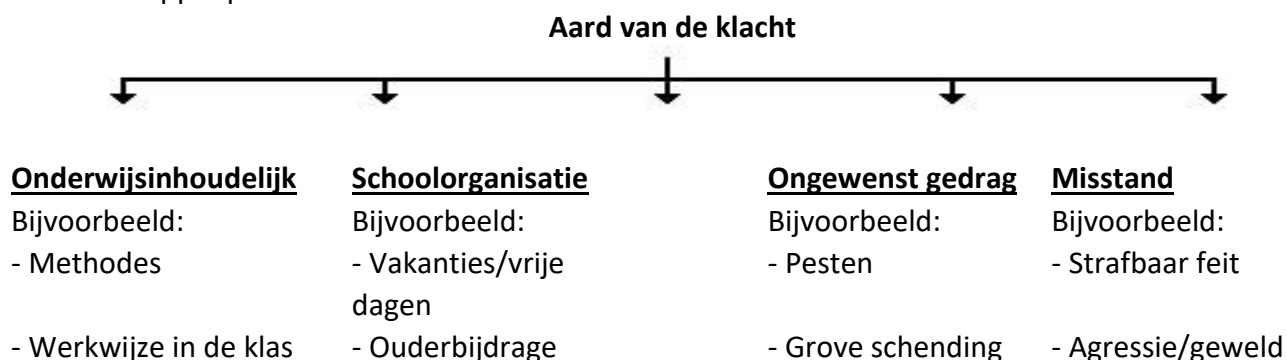 Aard van de klacht
Onderwijsinhoudelijk Schoolorganisatie Ongewenst gedrag Misstand
Bijvoorbeeld: Bijvoorbeeld: Bijvoorbeeld: Bijvoorbeeld:
- Methodes - Vakanties/vrije - Pesten - Strafbaar feit
dagen
- Werkwijze in de klas - Ouderbijdrage - Grove schending - Agressie/geweld